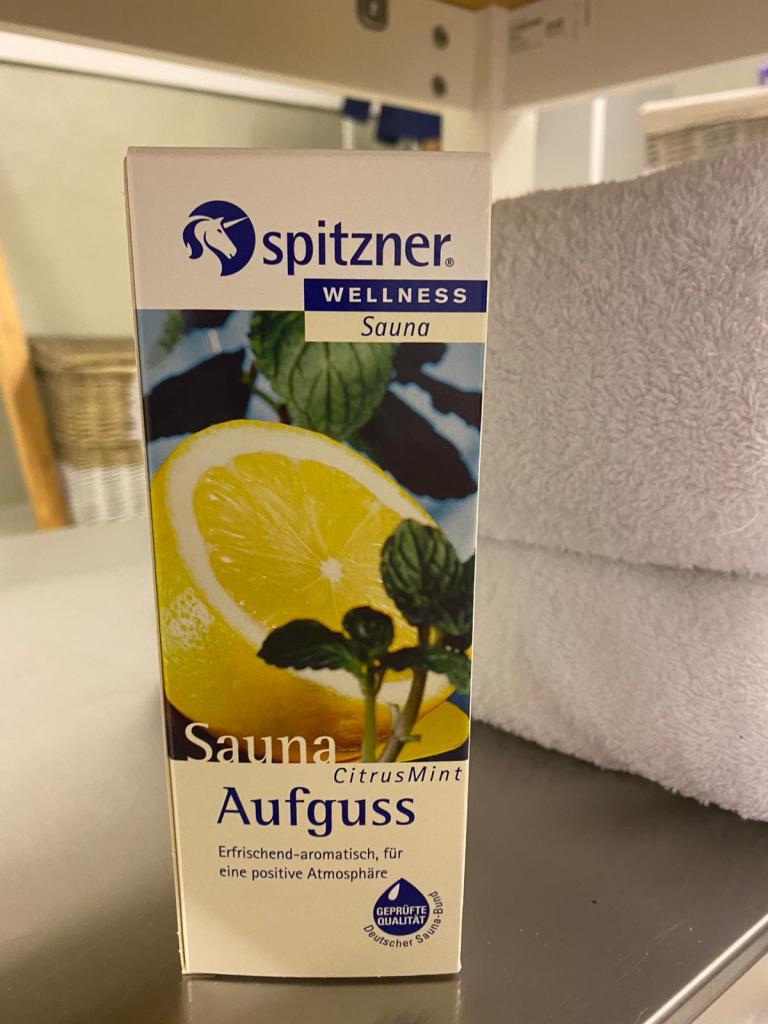 spitzner®
WELLNESS
Sauna
Sauna
CitrusMint
Aufguss
Erfrischend-aromatisch, für
eine positive Atmosphäre
GEPRÜFTE
QUALITÄT
Deutscher Sauna-Bund